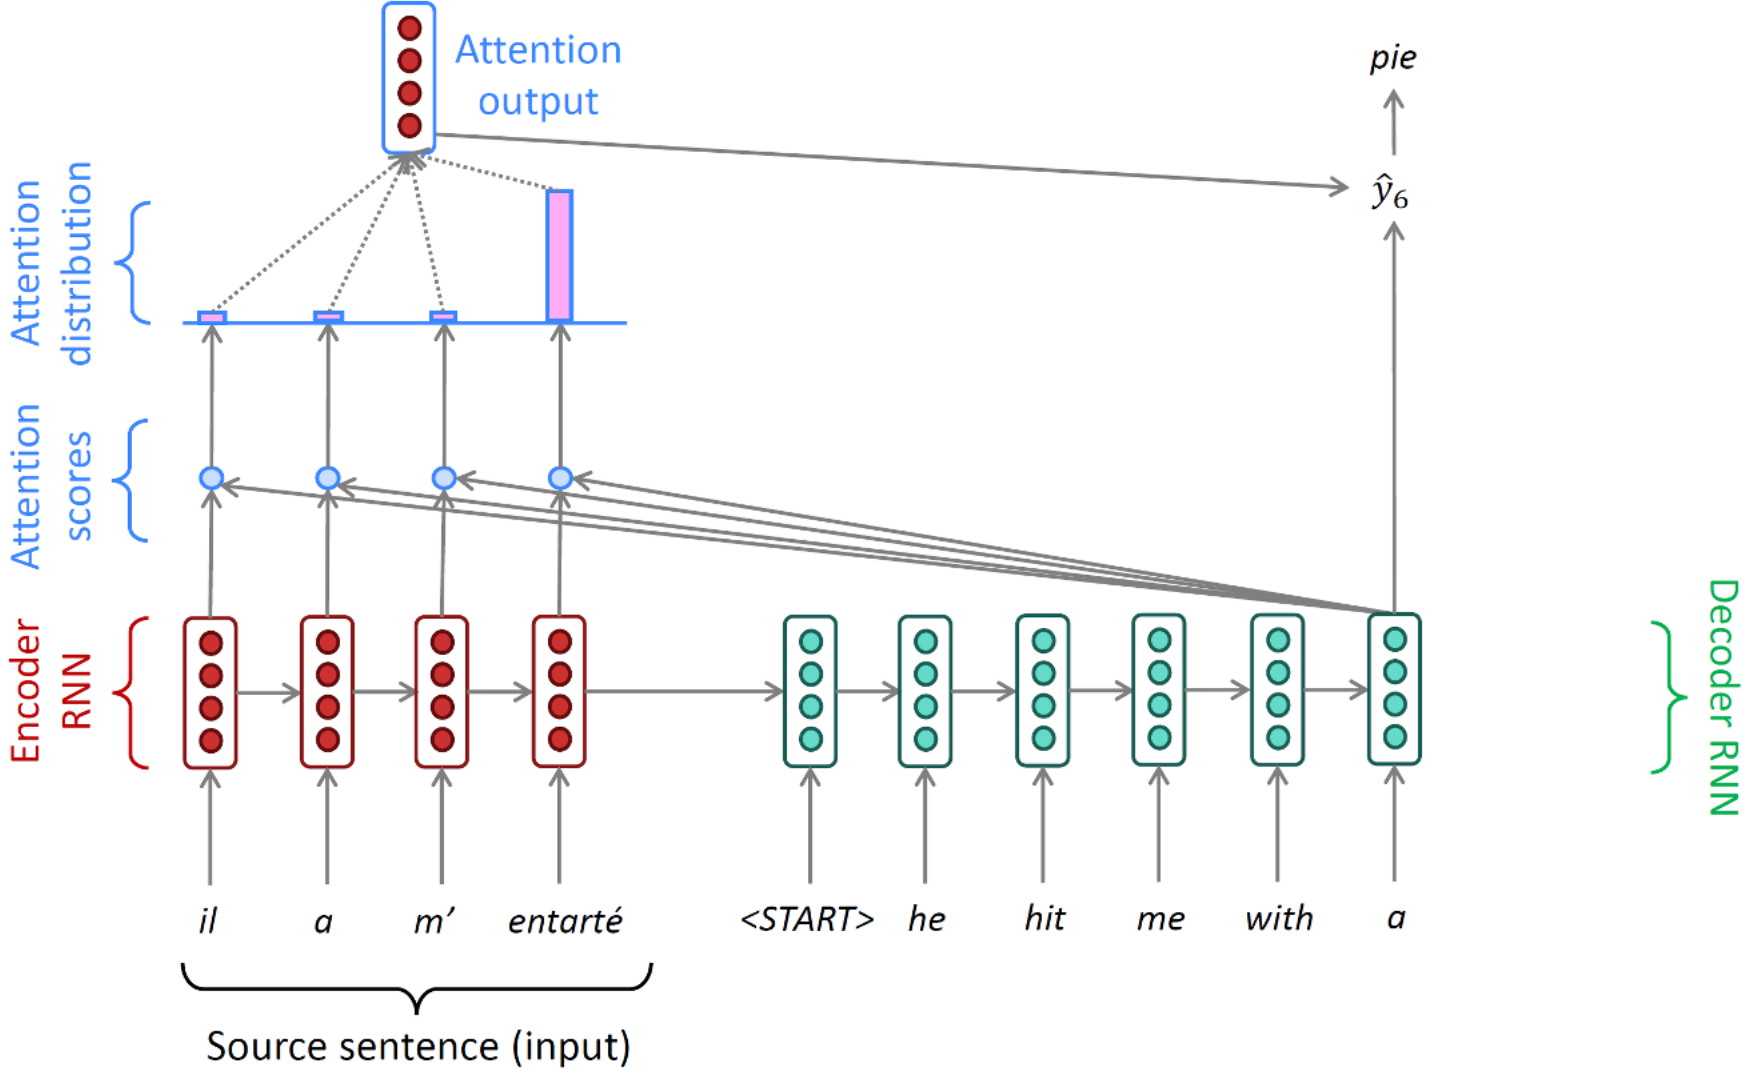 Attention
output
pie
Attention
distribution
ŷ₆
Attention
scores
Encoder
RNN
Decoder RNN
il a m’ entarté <START> he hit me with a
Source sentence (input)